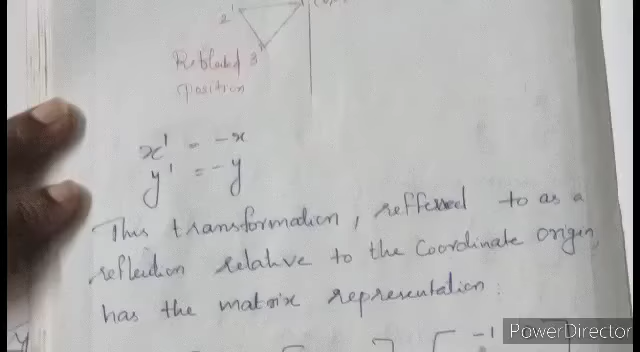 2'
Reflected 3'
position
x' = -x
y' = -y
This transformation, reffered to as a
reflection relative to the Coordinate origin,
has the matrix representation:
-1
PowerDirector